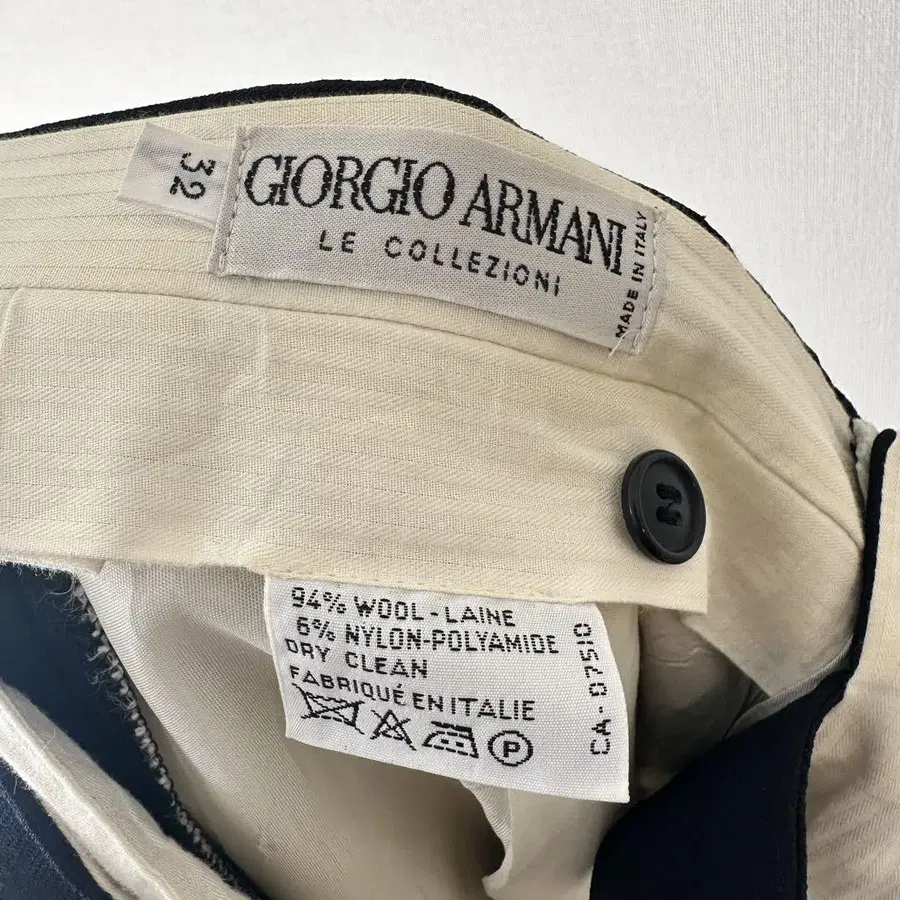 32
GIORGIO ARMANI
LE COLLEZIONI
MADE IN ITALY
94% WOOL-LAINE
6% NYLON-POLYAMIDE
DRY CLEAN
FABRIQUÉ EN ITALIE
P
CA-07510